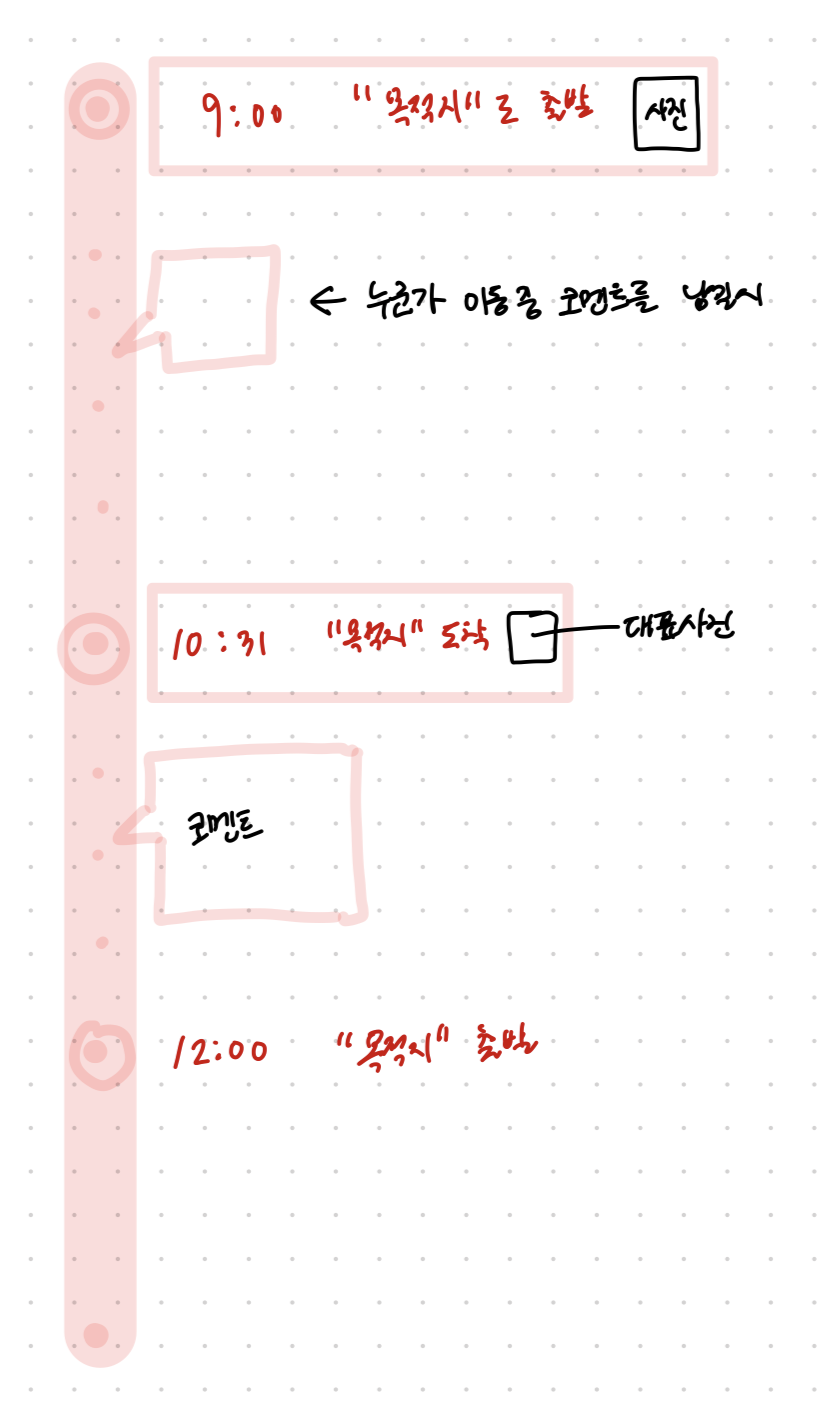 9:00 "목적지"로 출발 사진
← 누군가 이동 중 코멘트를 남길시
10:31 "목적지" 도착 대표사진
코멘트
12:00 "목적지" 출발